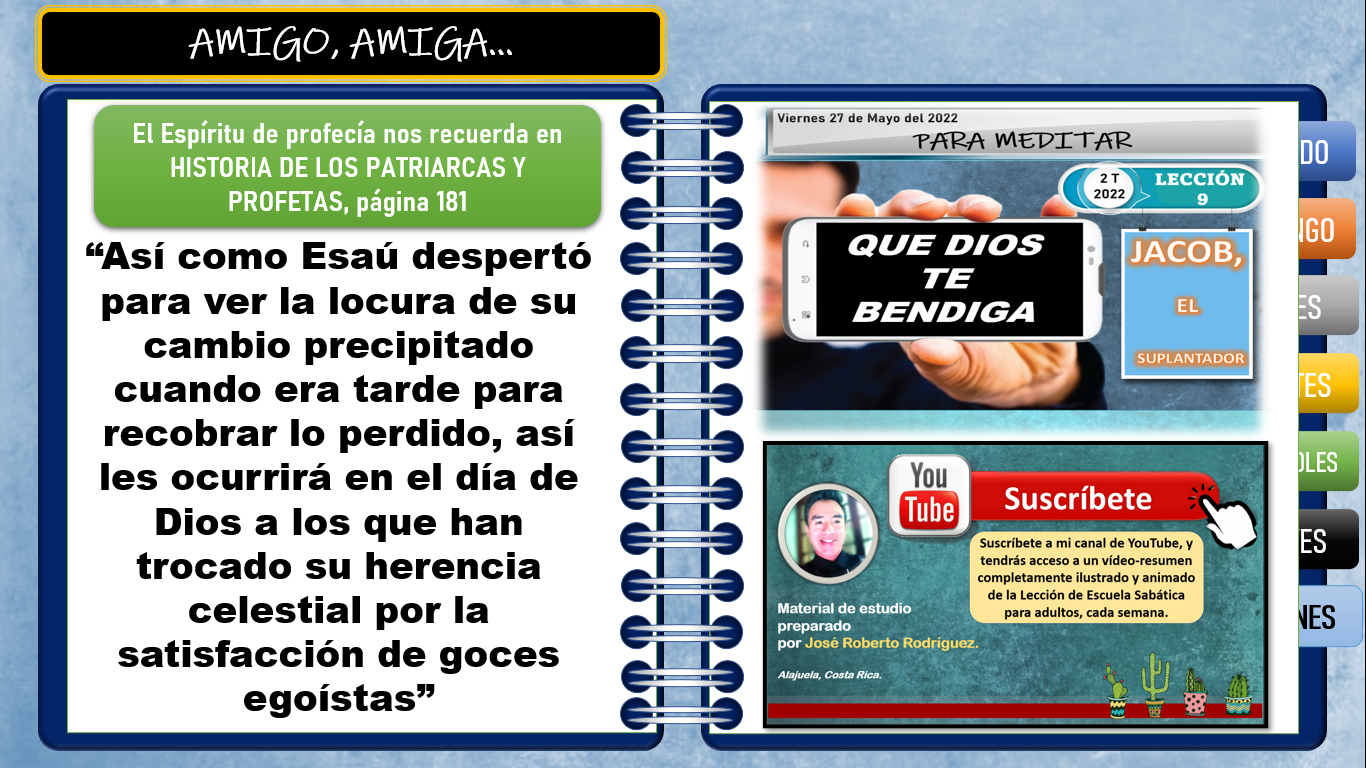 AMIGO, AMIGA...
El Espíritu de profecía nos recuerda en
HISTORIA DE LOS PATRIARCAS Y
PROFETAS, página 181
“Así como Esaú despertó
para ver la locura de su
cambio precipitado
cuando era tarde para
recobrar lo perdido, así
les ocurrirá en el día de
Dios a los que han
trocado su herencia
celestial por la
satisfacción de goces
egoístas”
Viernes 27 de Mayo del 2022
PARA MEDITAR
2 T
2022
LECCIÓN
9
QUE DIOS
TE
BENDIGA
JACOB,
EL
SUPLANTADOR
You
Tube
Suscríbete
Suscríbete a mi canal de YouTube, y
tendrás acceso a un vídeo-resumen
completamente ilustrado y animado
de la Lección de Escuela Sabática
para adultos, cada semana.
Material de estudio
preparado
por José Roberto Rodríguez.
Alajuela, Costa Rica.
DO
NGO
ES
TES
OLES
ES
NES